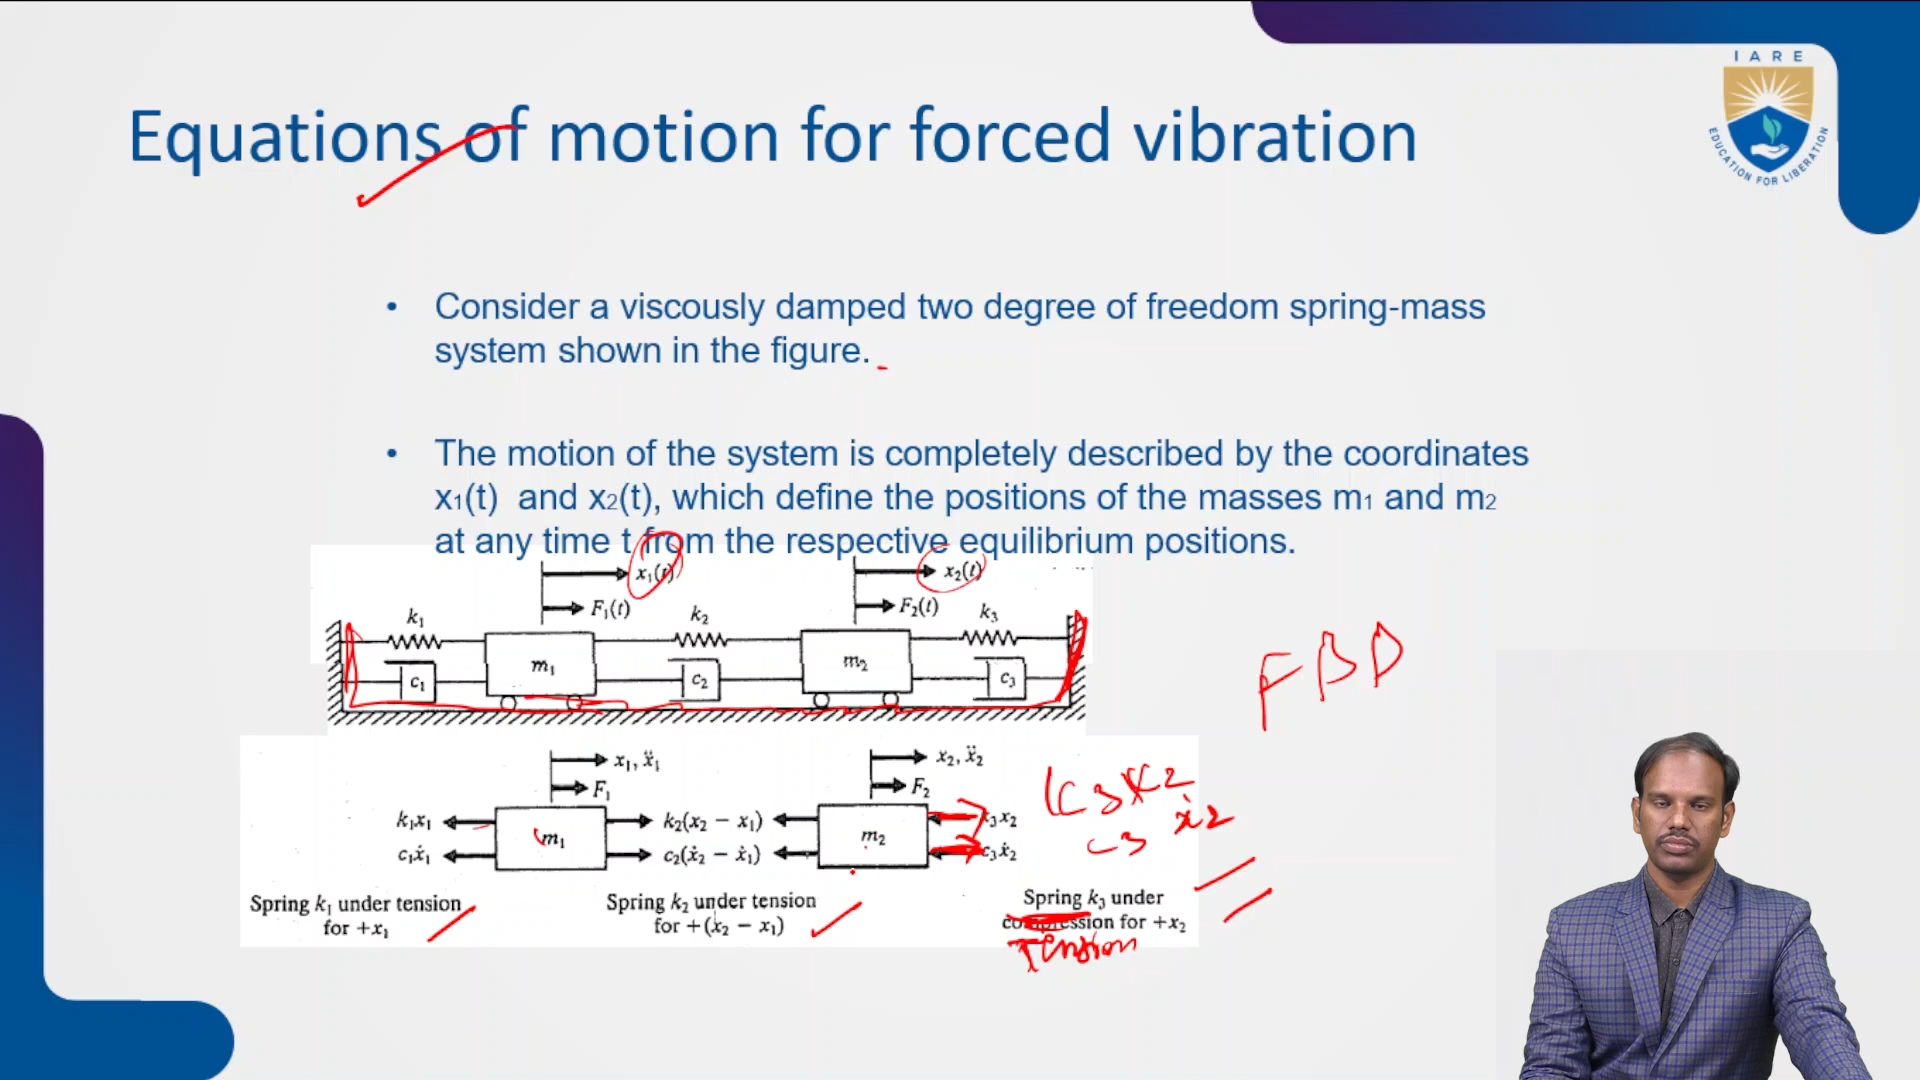 IARE
EDUCATION FOR LIBERATION
Equations of motion for forced vibration
• Consider a viscously damped two degree of freedom spring-mass
system shown in the figure.
• The motion of the system is completely described by the coordinates
x₁(t) and x₂(t), which define the positions of the masses m₁ and m₂
at any time t from the respective equilibrium positions.
x₁(t) x₂(t)
F₁(t) F₂(t)
k₁ k₂ k₃
m₁ m₂
c₁ c₂ c₃
FBD
x₁, ẍ₁ x₂, ẍ₂
F₁ F₂
k₁x₁ k₂(x₂ − x₁) k₃x₂ k₃x₂
m₁ m₂
c₁ẋ₁ c₂(ẋ₂ − ẋ₁) c₃ẋ₂ c₃ ẋ₂
Spring k₁ under tension
for +x₁
Spring k₂ under tension
for +(x₂ − x₁)
Spring k₃ under
compression for +x₂
Tension